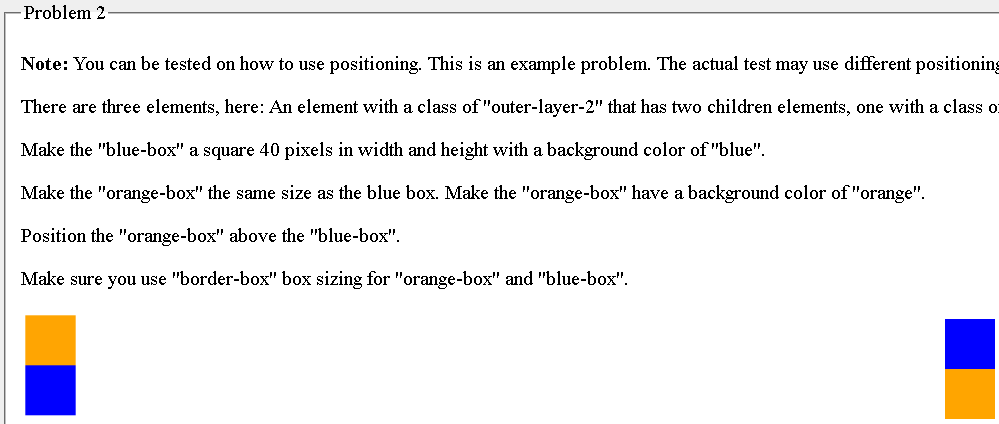 Problem 2
Note: You can be tested on how to use positioning. This is an example problem. The actual test may use different positioning
There are three elements, here: An element with a class of "outer-layer-2" that has two children elements, one with a class
Make the "blue-box" a square 40 pixels in width and height with a background color of "blue".
Make the "orange-box" the same size as the blue box. Make the "orange-box" have a background color of "orange".
Position the "orange-box" above the "blue-box".
Make sure you use "border-box" box sizing for "orange-box" and "blue-box".